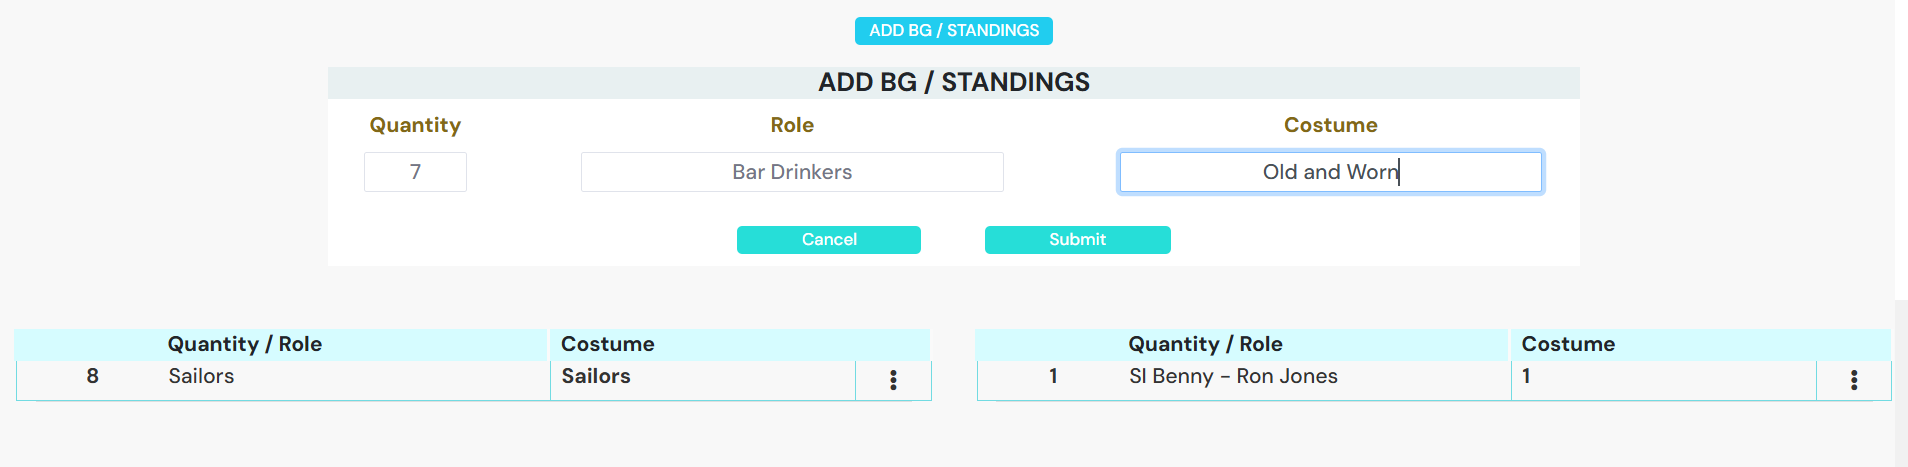 ADD BG / STANDINGS
ADD BG / STANDINGS
Quantity Role Costume
7 Bar Drinkers Old and Worn
Cancel Submit
Quantity / Role Costume Quantity / Role Costume
8 Sailors Sailors 1 SI Benny - Ron Jones 1